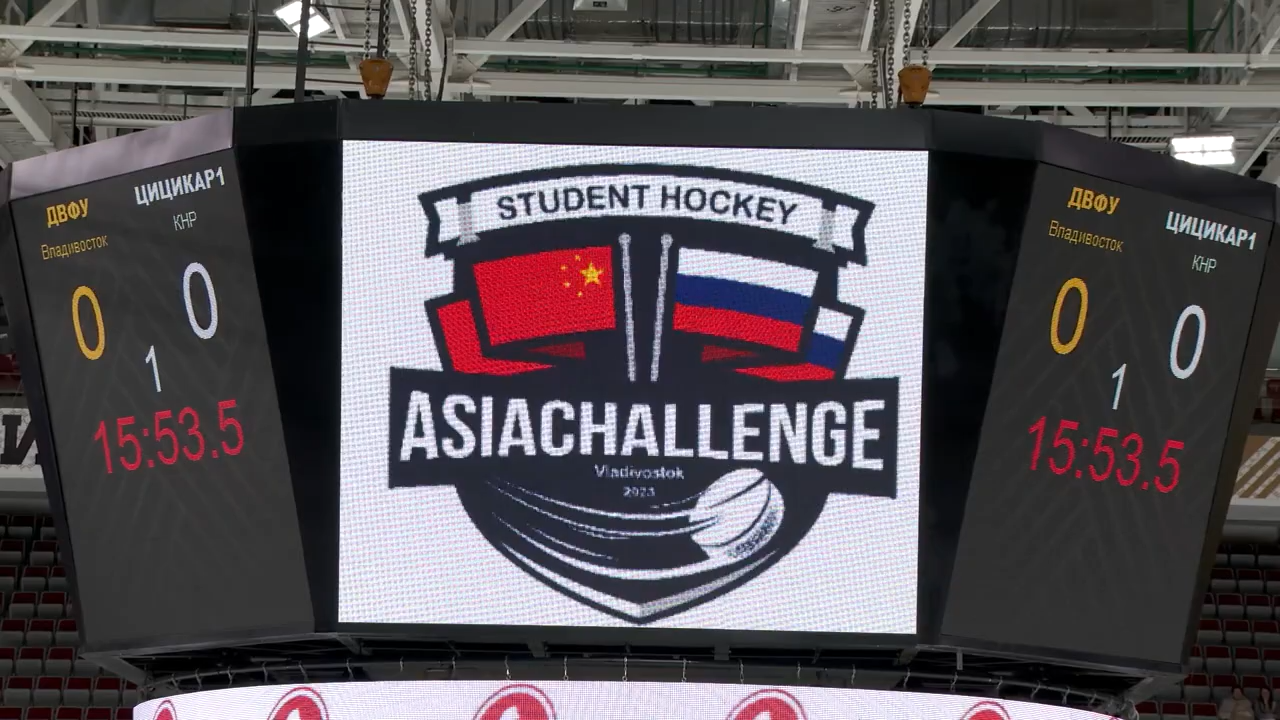 ДВФУ
Владивосток
0
ЦИЦИКАР1
КНР
0
1
15:53.5
STUDENT HOCKEY
ASIACHALLENGE
Vladivostok
2023
ДВФУ
Владивосток
0
ЦИЦИКАР1
КНР
0
1
15:53.5